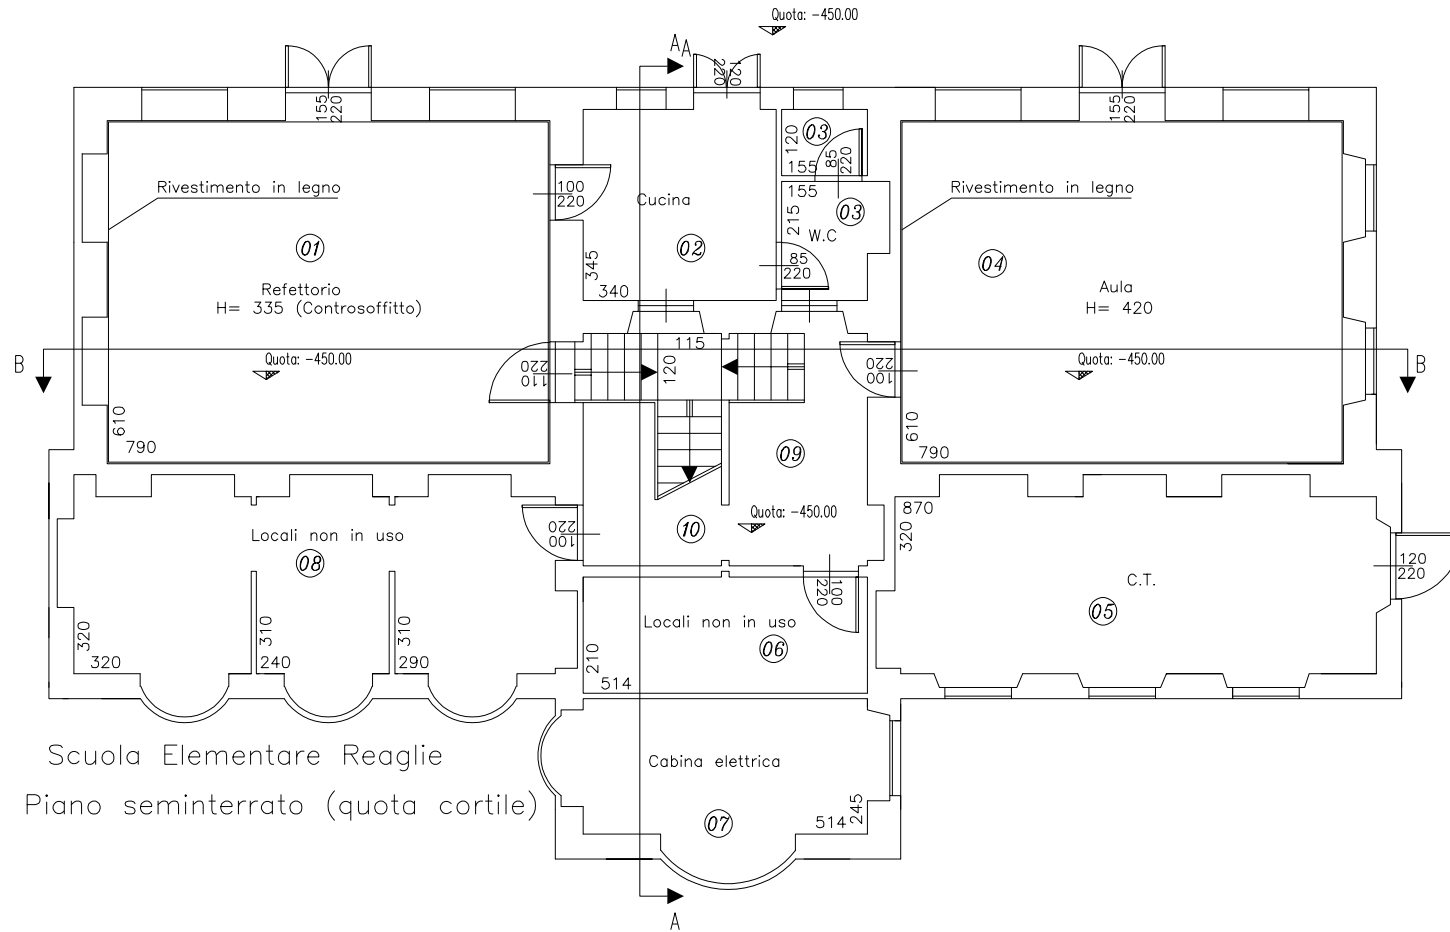 Quota: -450.00
A
A
155
220
220
120
155
220
120
03
155
85
220
Rivestimento in legno
100
220
Cucina
155
215
03
W.C
Rivestimento in legno
01
02
04
345
85
220
Refettorio
H= 335 (Controsoffitto)
340
Aula
H= 420
115
B
Quota: -450.00
220
110
120
220
100
Quota: -450.00
B
610
790
09
610
790
Quota: -450.00
870
320
Locali non in uso
08
220
100
10
120
220
C.T.
05
100
220
320
320
310
240
310
290
Locali non in uso
06
210
514
Scuola Elementare Reaglie
Piano seminterrato (quota cortile)
Cabina elettrica
07
514
245
A